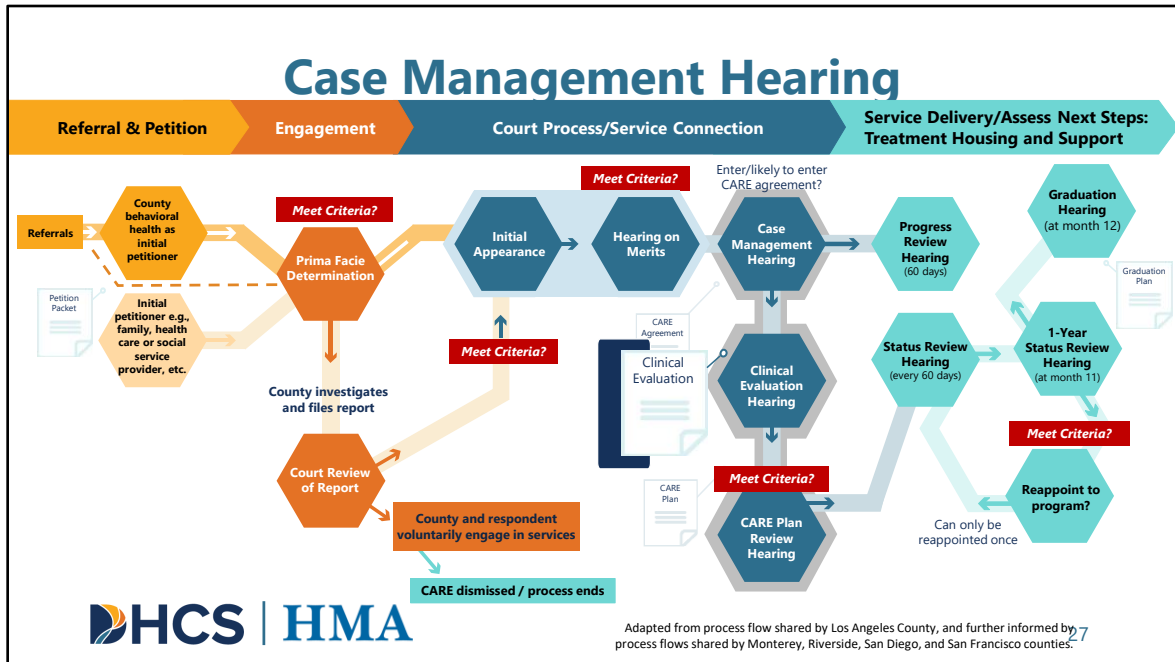 Case Management Hearing
Referral & Petition
Engagement
Court Process/Service Connection
Service Delivery/Assess Next Steps:
Treatment Housing and Support
Referrals
County
behavioral
health as
initial
petitioner
Petition
Packet
Initial
petitioner e.g.,
family, health
care or social
service
provider, etc.
Meet Criteria?
Prima Facie
Determination
County investigates
and files report
Court Review
of Report
County and respondent
voluntarily engage in services
CARE dismissed / process ends
Meet Criteria?
Initial
Appearance
Meet Criteria?
Hearing on
Merits
Enter/likely to enter
CARE agreement?
Case
Management
Hearing
CARE
Agreement
Clinical
Evaluation
Clinical
Evaluation
Hearing
CARE
Plan
Meet Criteria?
CARE Plan
Review
Hearing
Progress
Review
Hearing
(60 days)
Status Review
Hearing
(every 60 days)
Graduation
Hearing
(at month 12)
Graduation
Plan
1-Year
Status Review
Hearing
(at month 11)
Meet Criteria?
Reappoint to
program?
Can only be
reappointed once
DHCS
HMA
Adapted from process flow shared by Los Angeles County, and further informed by
process flows shared by Monterey, Riverside, San Diego, and San Francisco counties.
27